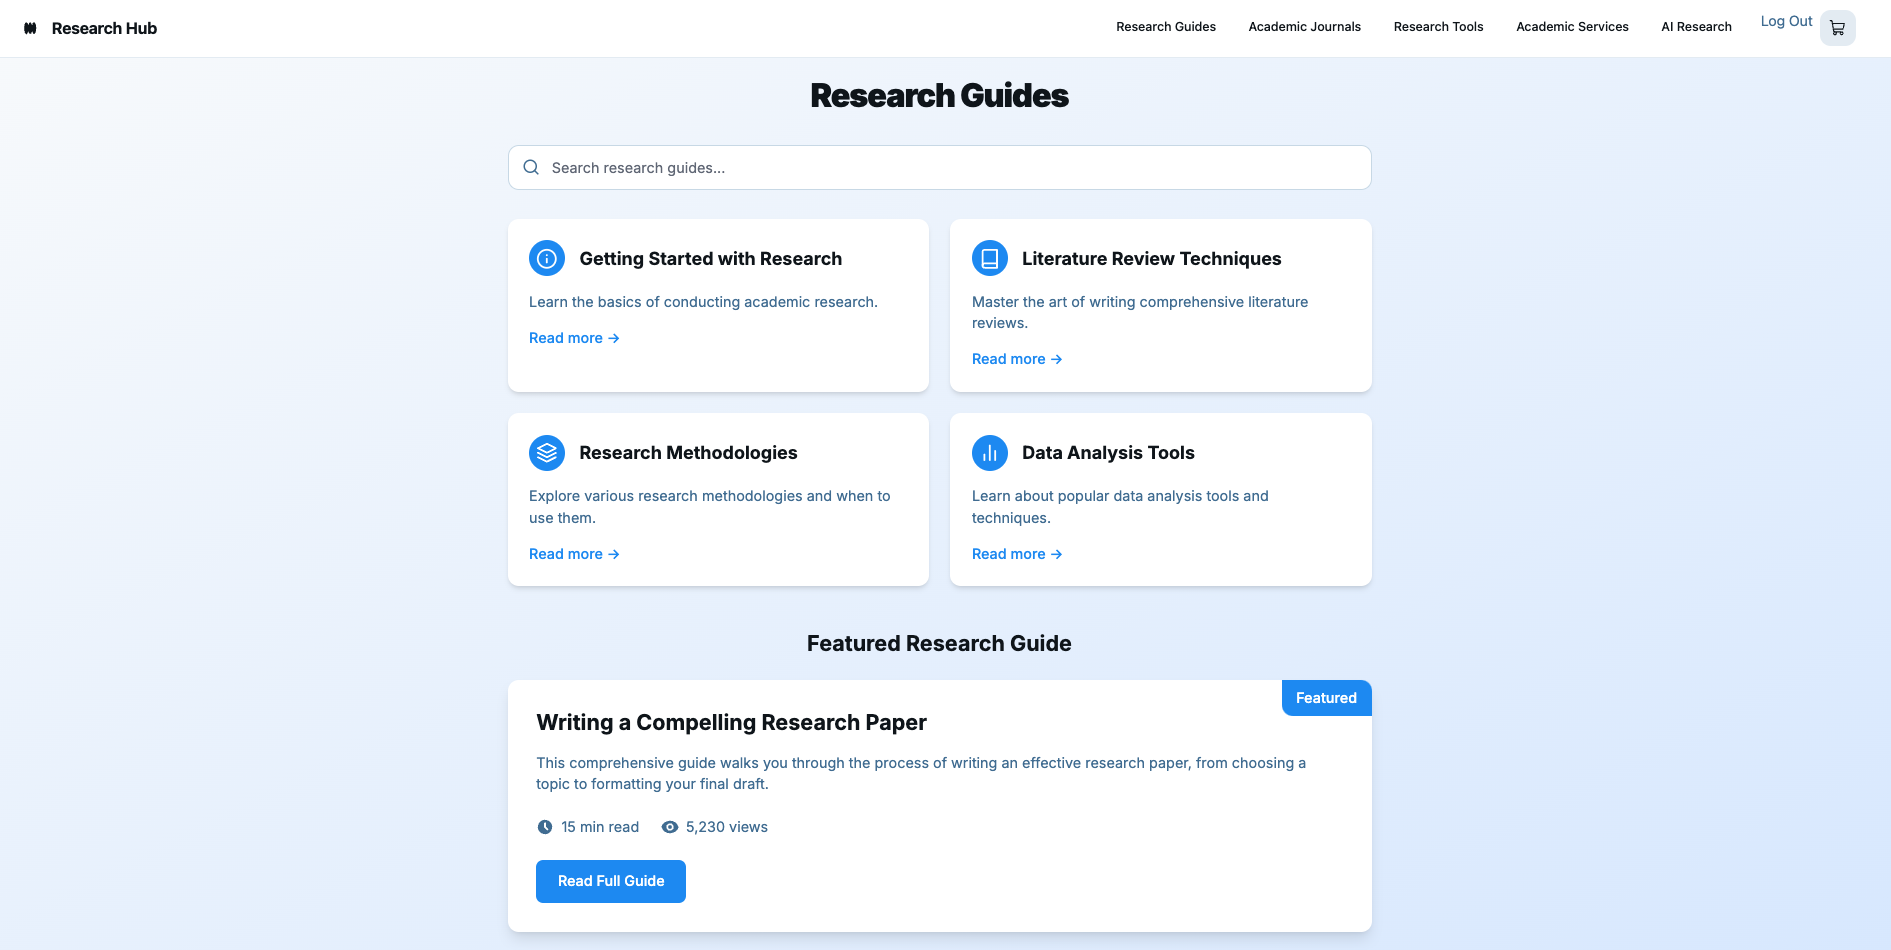 Research Hub
Research Guides
Academic Journals
Research Tools
Academic Services
AI Research
Log Out
Research Guides
Search research guides...
Getting Started with Research
Learn the basics of conducting academic research.
Read more →
Literature Review Techniques
Master the art of writing comprehensive literature
reviews.
Read more →
Research Methodologies
Explore various research methodologies and when to
use them.
Read more →
Data Analysis Tools
Learn about popular data analysis tools and
techniques.
Read more →
Featured Research Guide
Featured
Writing a Compelling Research Paper
This comprehensive guide walks you through the process of writing an effective research paper, from choosing a
topic to formatting your final draft.
15 min read
5,230 views
Read Full Guide